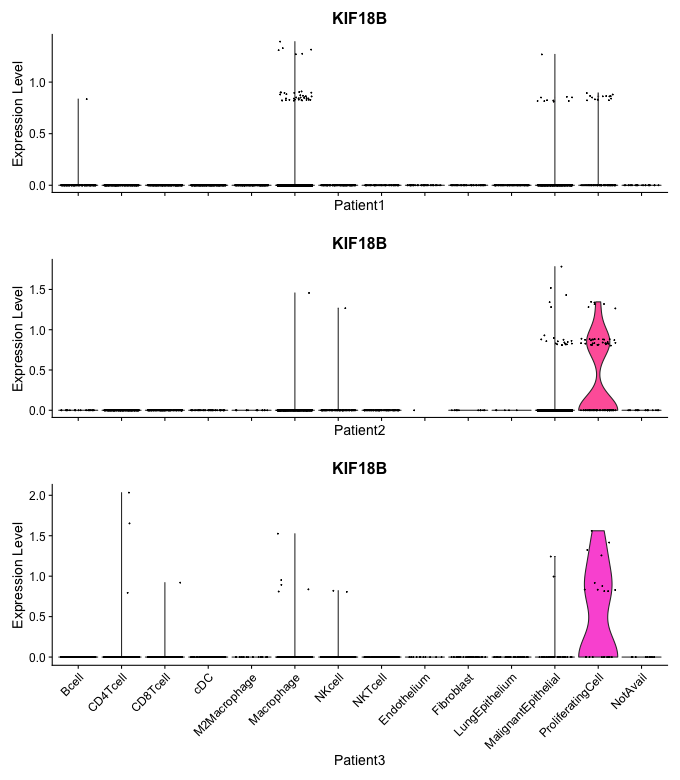 KIF18B
Expression Level
1.0
0.5
0.0
Patient1
KIF18B
Expression Level
1.5
1.0
0.5
0.0
Patient2
KIF18B
Expression Level
2.0
1.5
1.0
0.5
0.0
Bcell
CD4Tcell
CD8Tcell
cDC
M2Macrophage
Macrophage
NKcell
NKTcell
Endothelium
Fibroblast
LungEpithelium
MalignantEpithelial
ProliferatingCell
NotAvail
Patient3